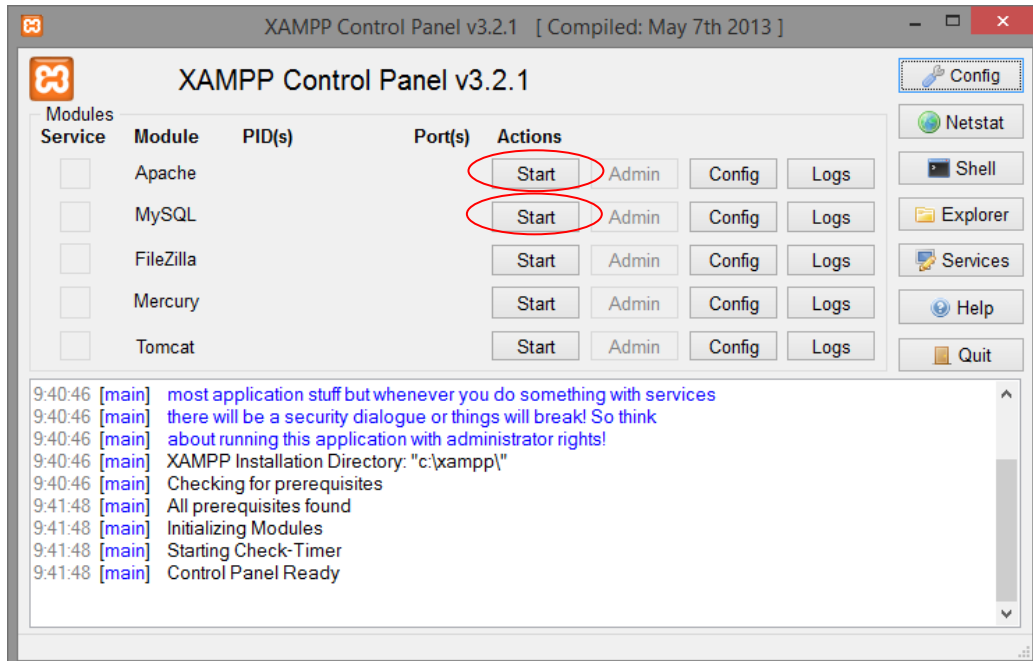 XAMPP Control Panel v3.2.1 [ Compiled: May 7th 2013 ]
XAMPP Control Panel v3.2.1
Config
Modules
Service Module PID(s) Port(s) Actions
Netstat
Apache Start Admin Config Logs
Shell
MySQL Start Admin Config Logs
Explorer
FileZilla Start Admin Config Logs
Services
Mercury Start Admin Config Logs
Help
Tomcat Start Admin Config Logs
Quit
9:40:46 [main] most application stuff but whenever you do something with services
9:40:46 [main] there will be a security dialogue or things will break! So think
9:40:46 [main] about running this application with administrator rights!
9:40:46 [main] XAMPP Installation Directory: "c:\xampp\"
9:40:46 [main] Checking for prerequisites
9:41:48 [main] All prerequisites found
9:41:48 [main] Initializing Modules
9:41:48 [main] Starting Check-Timer
9:41:48 [main] Control Panel Ready